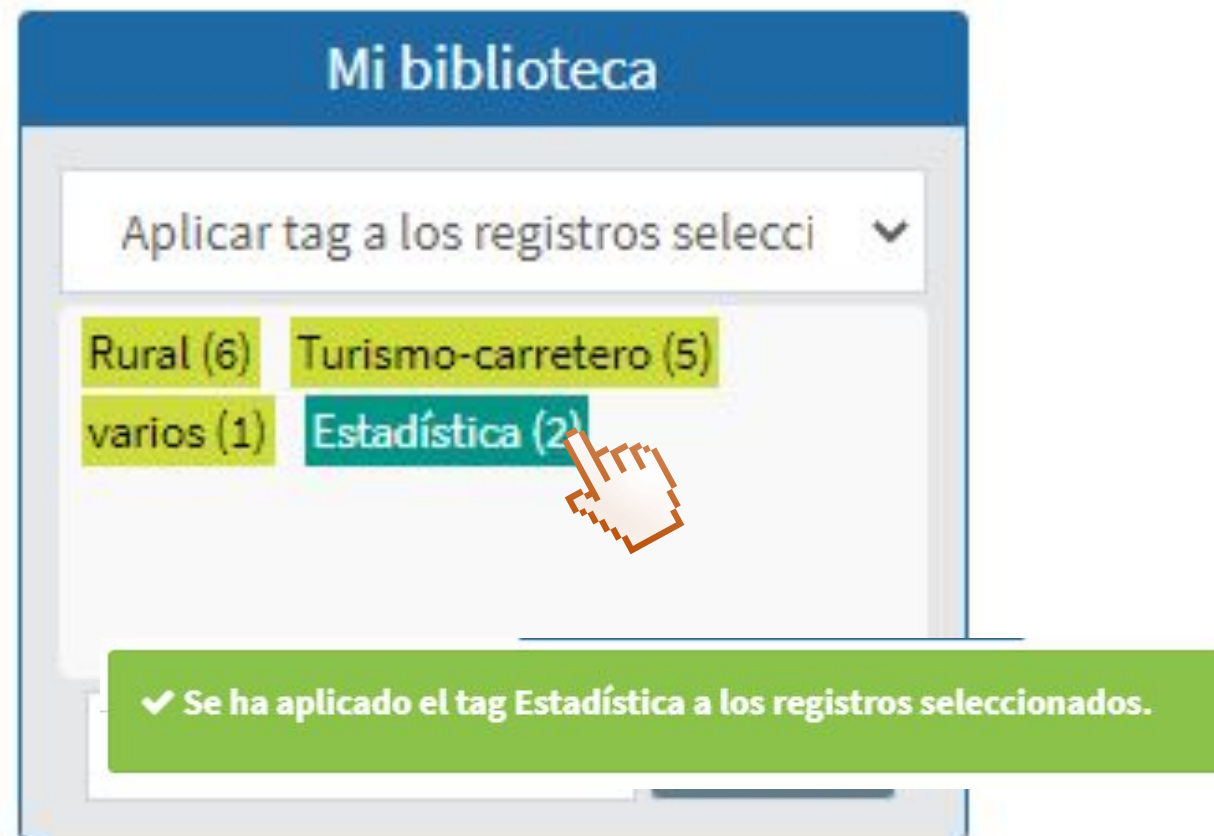 Mi biblioteca
Aplicar tag a los registros selecci
Rural (6) Turismo-carretero (5)
varios (1) Estadística (2)
✔ Se ha aplicado el tag Estadística a los registros seleccionados.